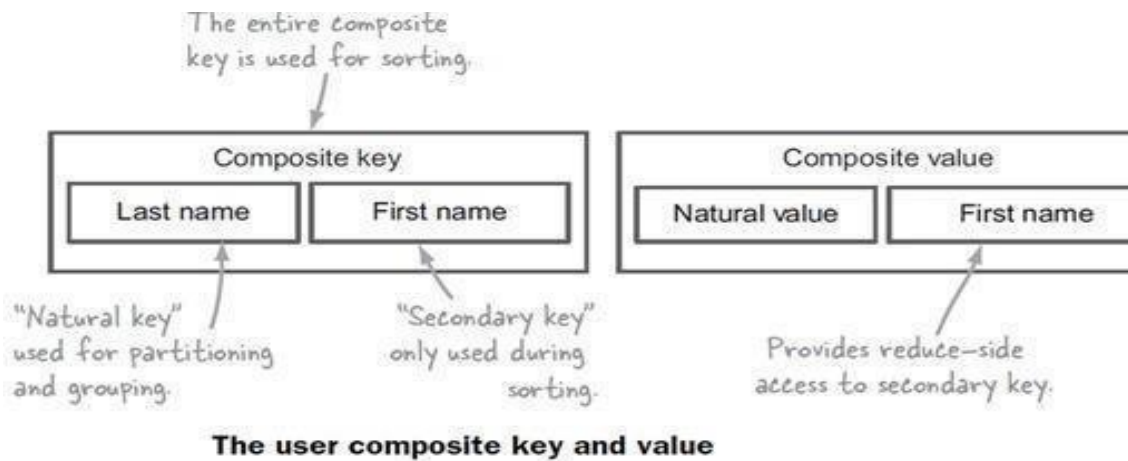 The entire composite
key is used for sorting.
Composite key
Last name
First name
Composite value
Natural value
First name
"Natural key"
used for partitioning
and grouping.
"Secondary key"
only used during
sorting.
Provides reduce-side
access to secondary key.
The user composite key and value